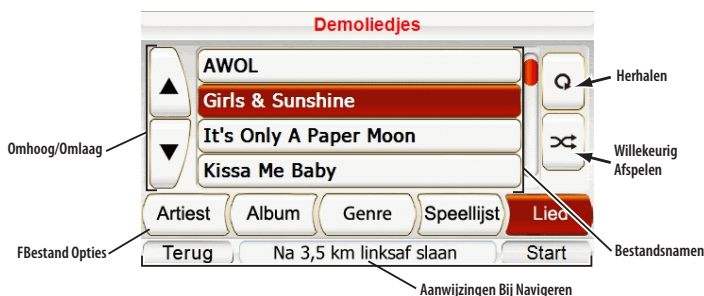 Demoliedjes
AWOL
Girls & Sunshine
It's Only A Paper Moon
Kissa Me Baby
Herhalen
Willekeurig
Afspelen
Omhoog/Omlaag
Artiest Album Genre Speellijst Lied
FBestand Opties
Terug Na 3,5 km linksaf slaan Start
Bestandsnamen
Aanwijzingen Bij Navigeren